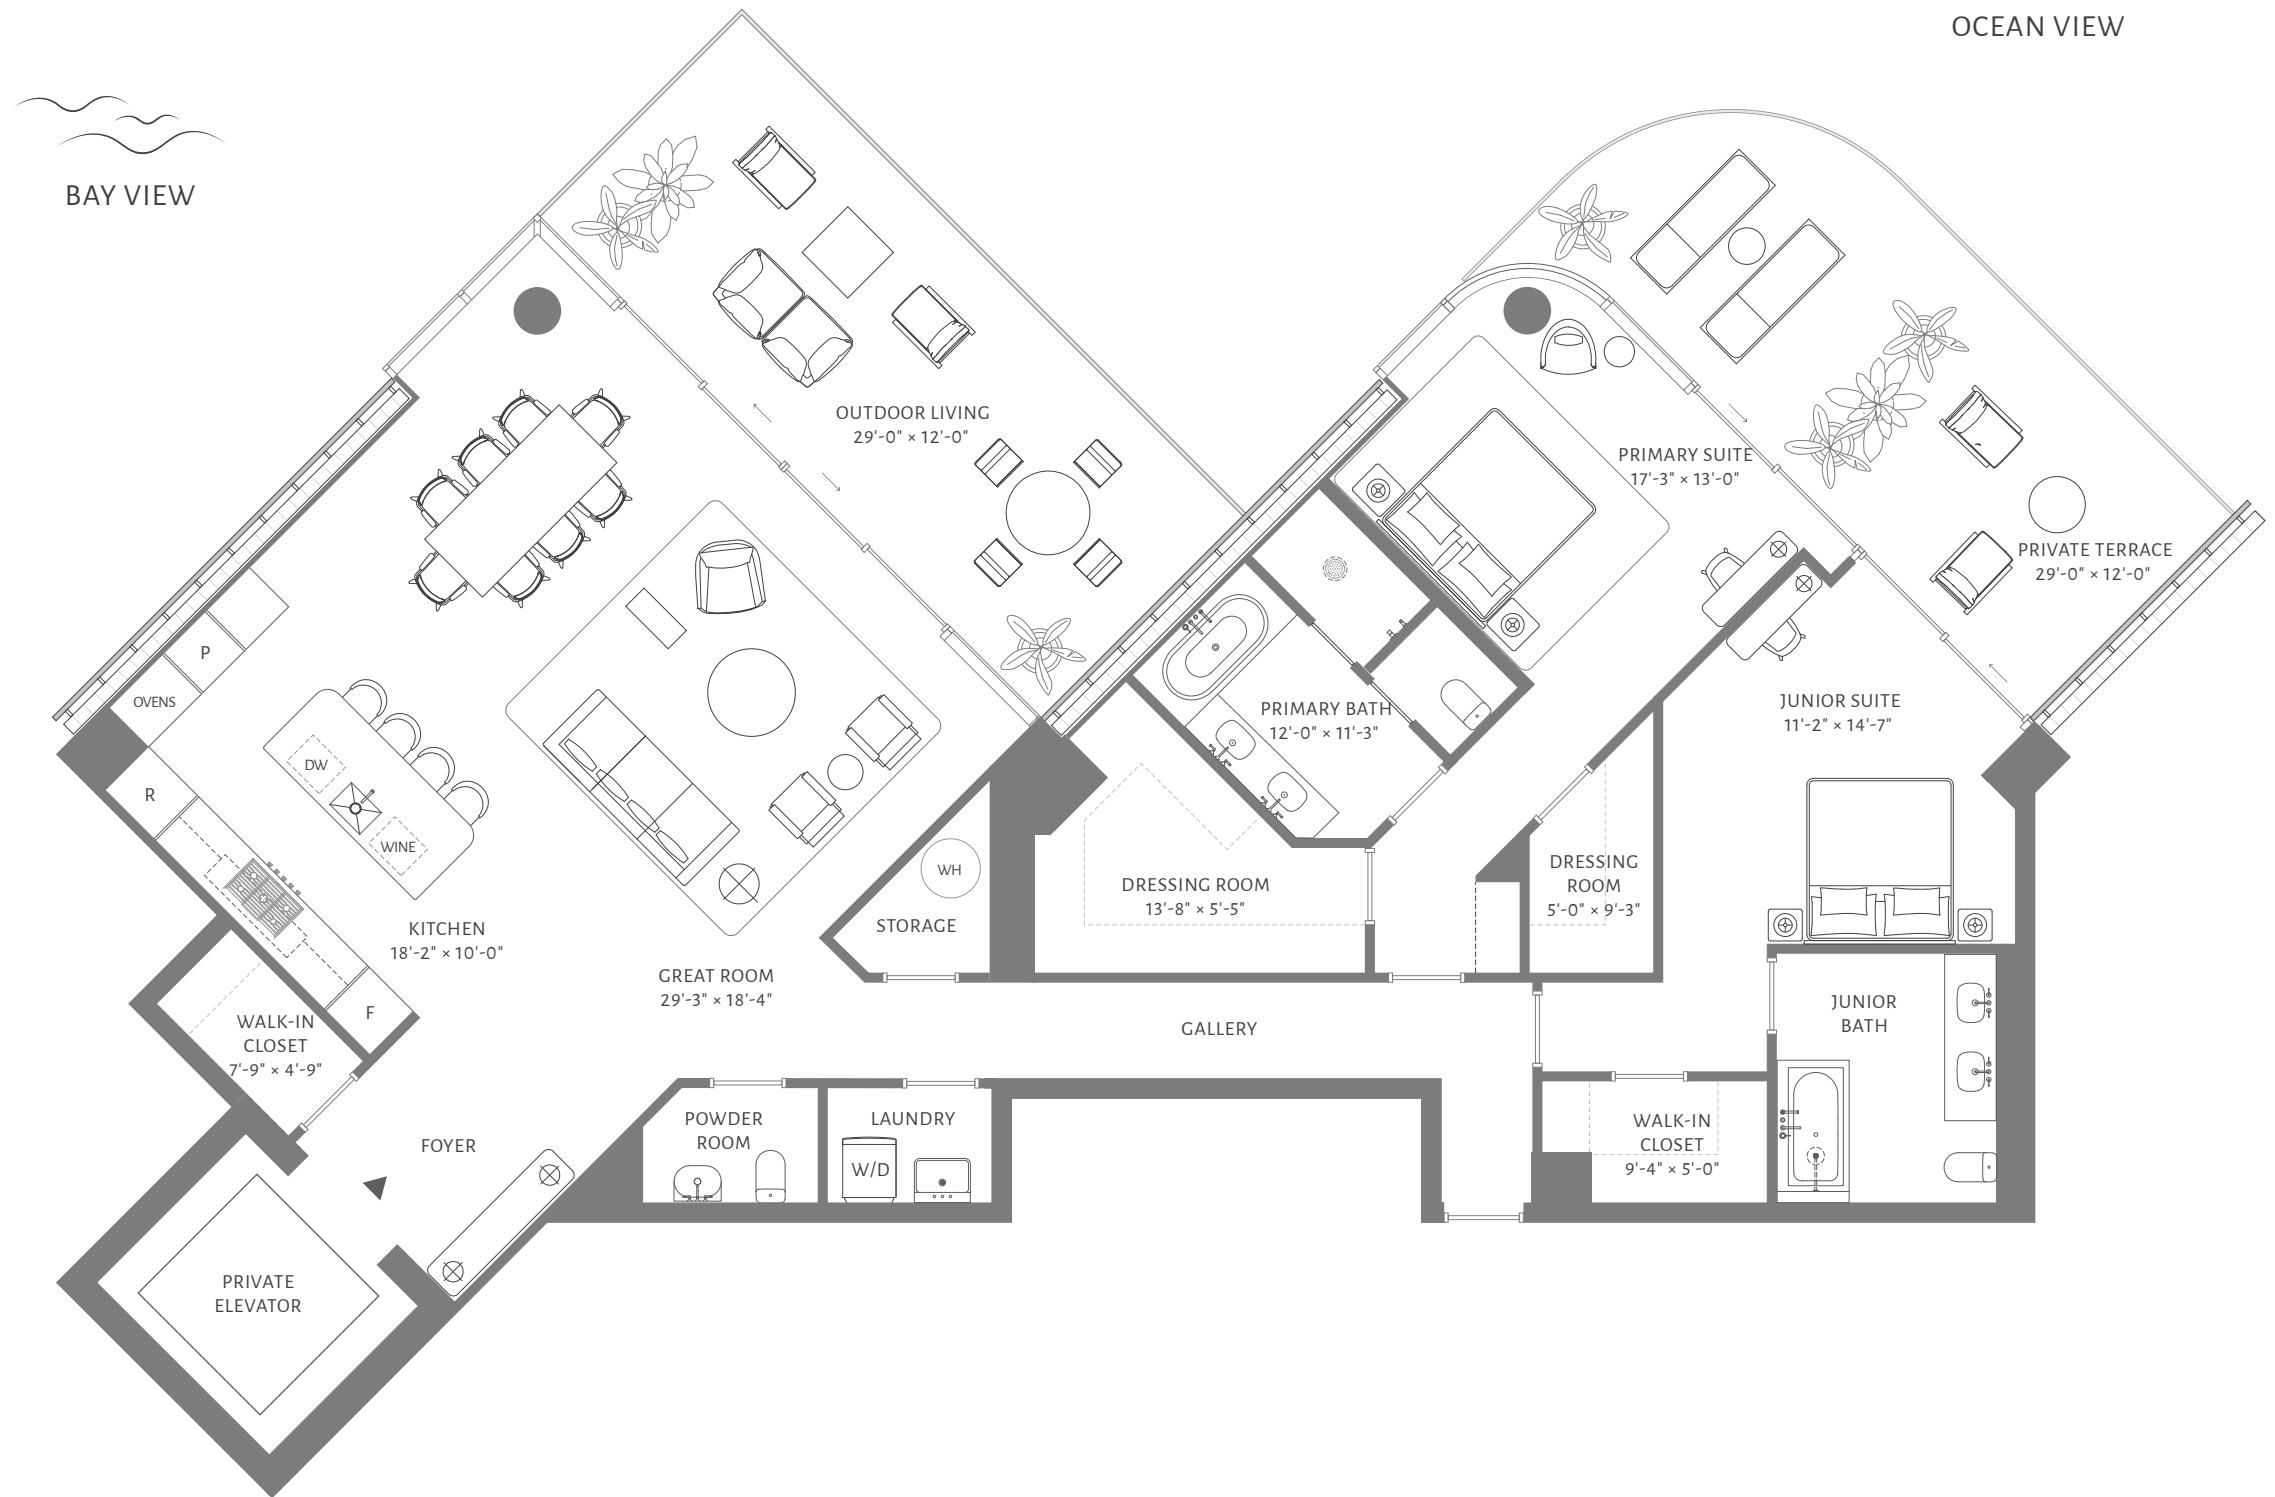 OCEAN VIEW
BAY VIEW
OUTDOOR LIVING
29'-0" × 12'-0"
PRIMARY SUITE
17'-3" × 13'-0"
PRIVATE TERRACE
29'-0" × 12'-0"
P
OVENS
JUNIOR SUITE
11'-2" × 14'-7"
PRIMARY BATH
12'-0" × 11'-3"
DW
R
WINE
WH
DRESSING ROOM
13'-8" × 5'-5"
DRESSING
ROOM
5'-0" × 9'-3"
STORAGE
KITCHEN
18'-2" × 10'-0"
GREAT ROOM
29'-3" × 18'-4"
F
WALK-IN
CLOSET
7'-9" × 4'-9"
GALLERY
JUNIOR
BATH
POWDER
ROOM
LAUNDRY
W/D
WALK-IN
CLOSET
9'-4" × 5'-0"
FOYER
PRIVATE
ELEVATOR